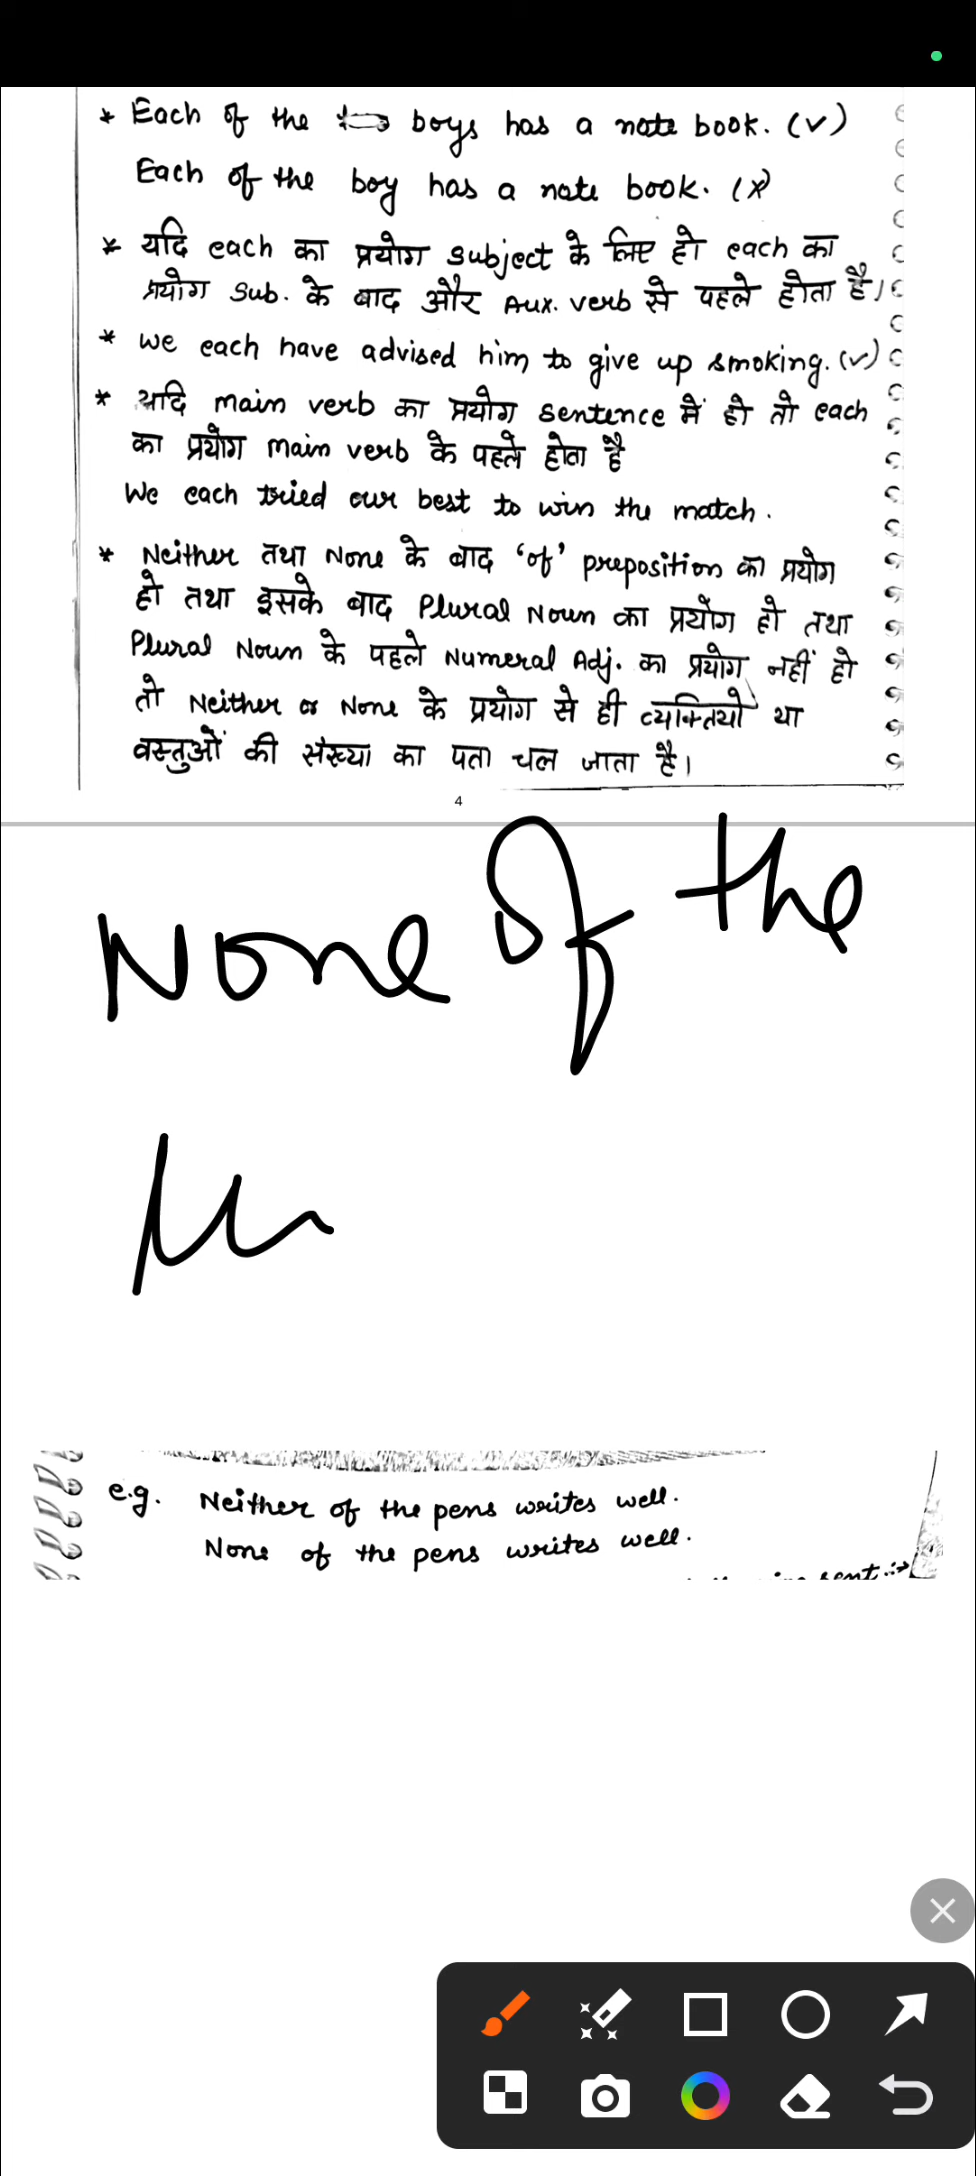 * Each of the boys has a note book. (✓)
Each of the boy has a note book. (x)
* यदि each का प्रयोग subject के लिए हो each का
प्रयोग Sub. के बाद और Aux. verb से पहले होता है।
* we each have advised him to give up smoking. (✓)
* यदि main verb का प्रयोग sentence में हो तो each
का प्रयोग main verb के पहले होता है
We each tried our best to win the match.
* Neither तथा None के बाद 'of' preposition का प्रयोग
हो तथा इसके बाद Plural Noun का प्रयोग हो तथा
Plural Noun के पहले Numeral Adj. का प्रयोग नहीं हो
तो Neither or None के प्रयोग से ही व्यक्तियों या
वस्तुओं की संख्या का पता चल जाता है।
4
None of the
e.g. Neither of the pens writes well.
None of the pens writes well.
sent.:→